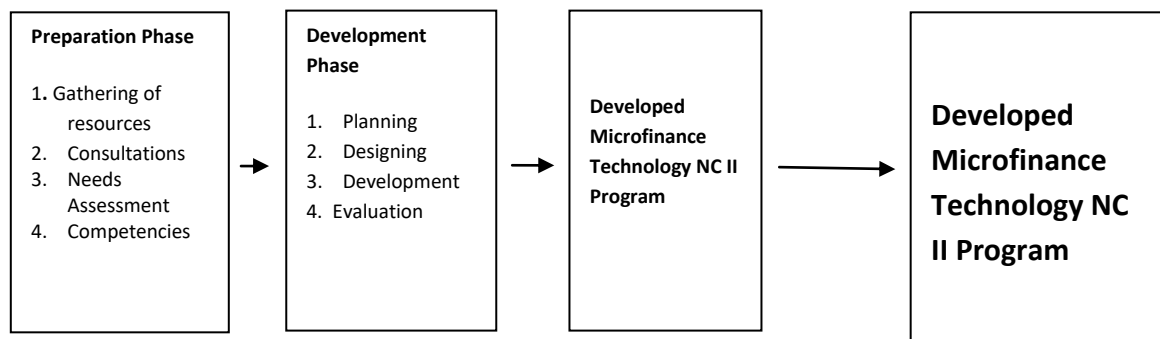 Preparation Phase
1. Gathering of
resources
2. Consultations
3. Needs
Assessment
4. Competencies
Development
Phase
1. Planning
2. Designing
3. Development
4. Evaluation
Developed
Microfinance
Technology NC II
Program
Developed
Microfinance
Technology NC
II Program